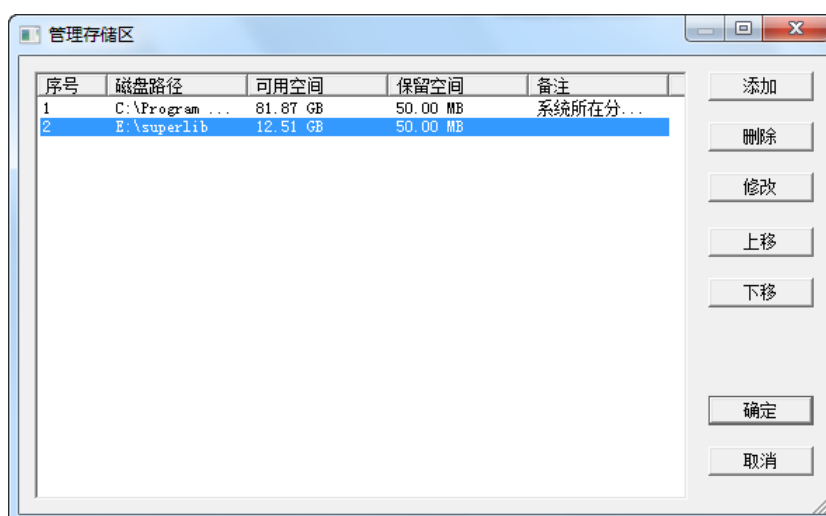 管理存储区
序号 磁盘路径 可用空间 保留空间 备注
1 C:\Program ... 81.87 GB 50.00 MB 系统所在分...
2 E:\superlib 12.51 GB 50.00 MB
添加
删除
修改
上移
下移
确定
取消